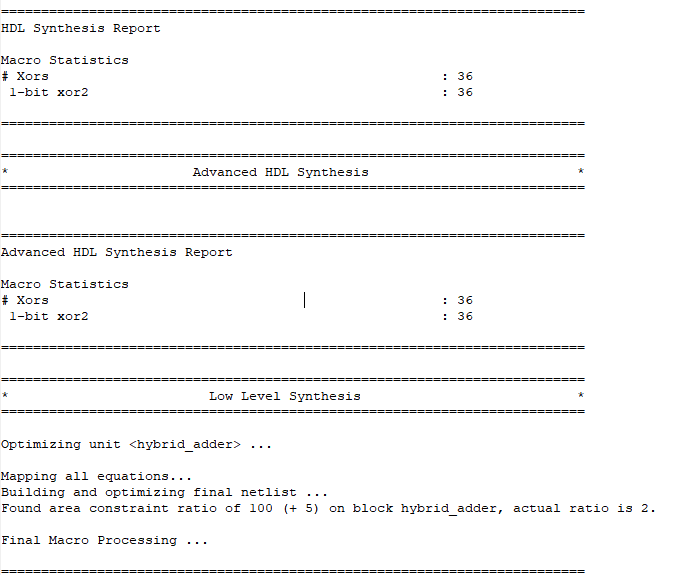 =========================================================================
HDL Synthesis Report

Macro Statistics
# Xors                                                 : 36
 1-bit xor2                                            : 36

=========================================================================

=========================================================================
*                       Advanced HDL Synthesis                          *
=========================================================================


=========================================================================
Advanced HDL Synthesis Report

Macro Statistics
# Xors                                                 : 36
 1-bit xor2                                            : 36

=========================================================================

=========================================================================
*                         Low Level Synthesis                           *
=========================================================================

Optimizing unit <hybrid_adder> ...

Mapping all equations...
Building and optimizing final netlist ...
Found area constraint ratio of 100 (+ 5) on block hybrid_adder, actual ratio is 2.

Final Macro Processing ...

=========================================================================